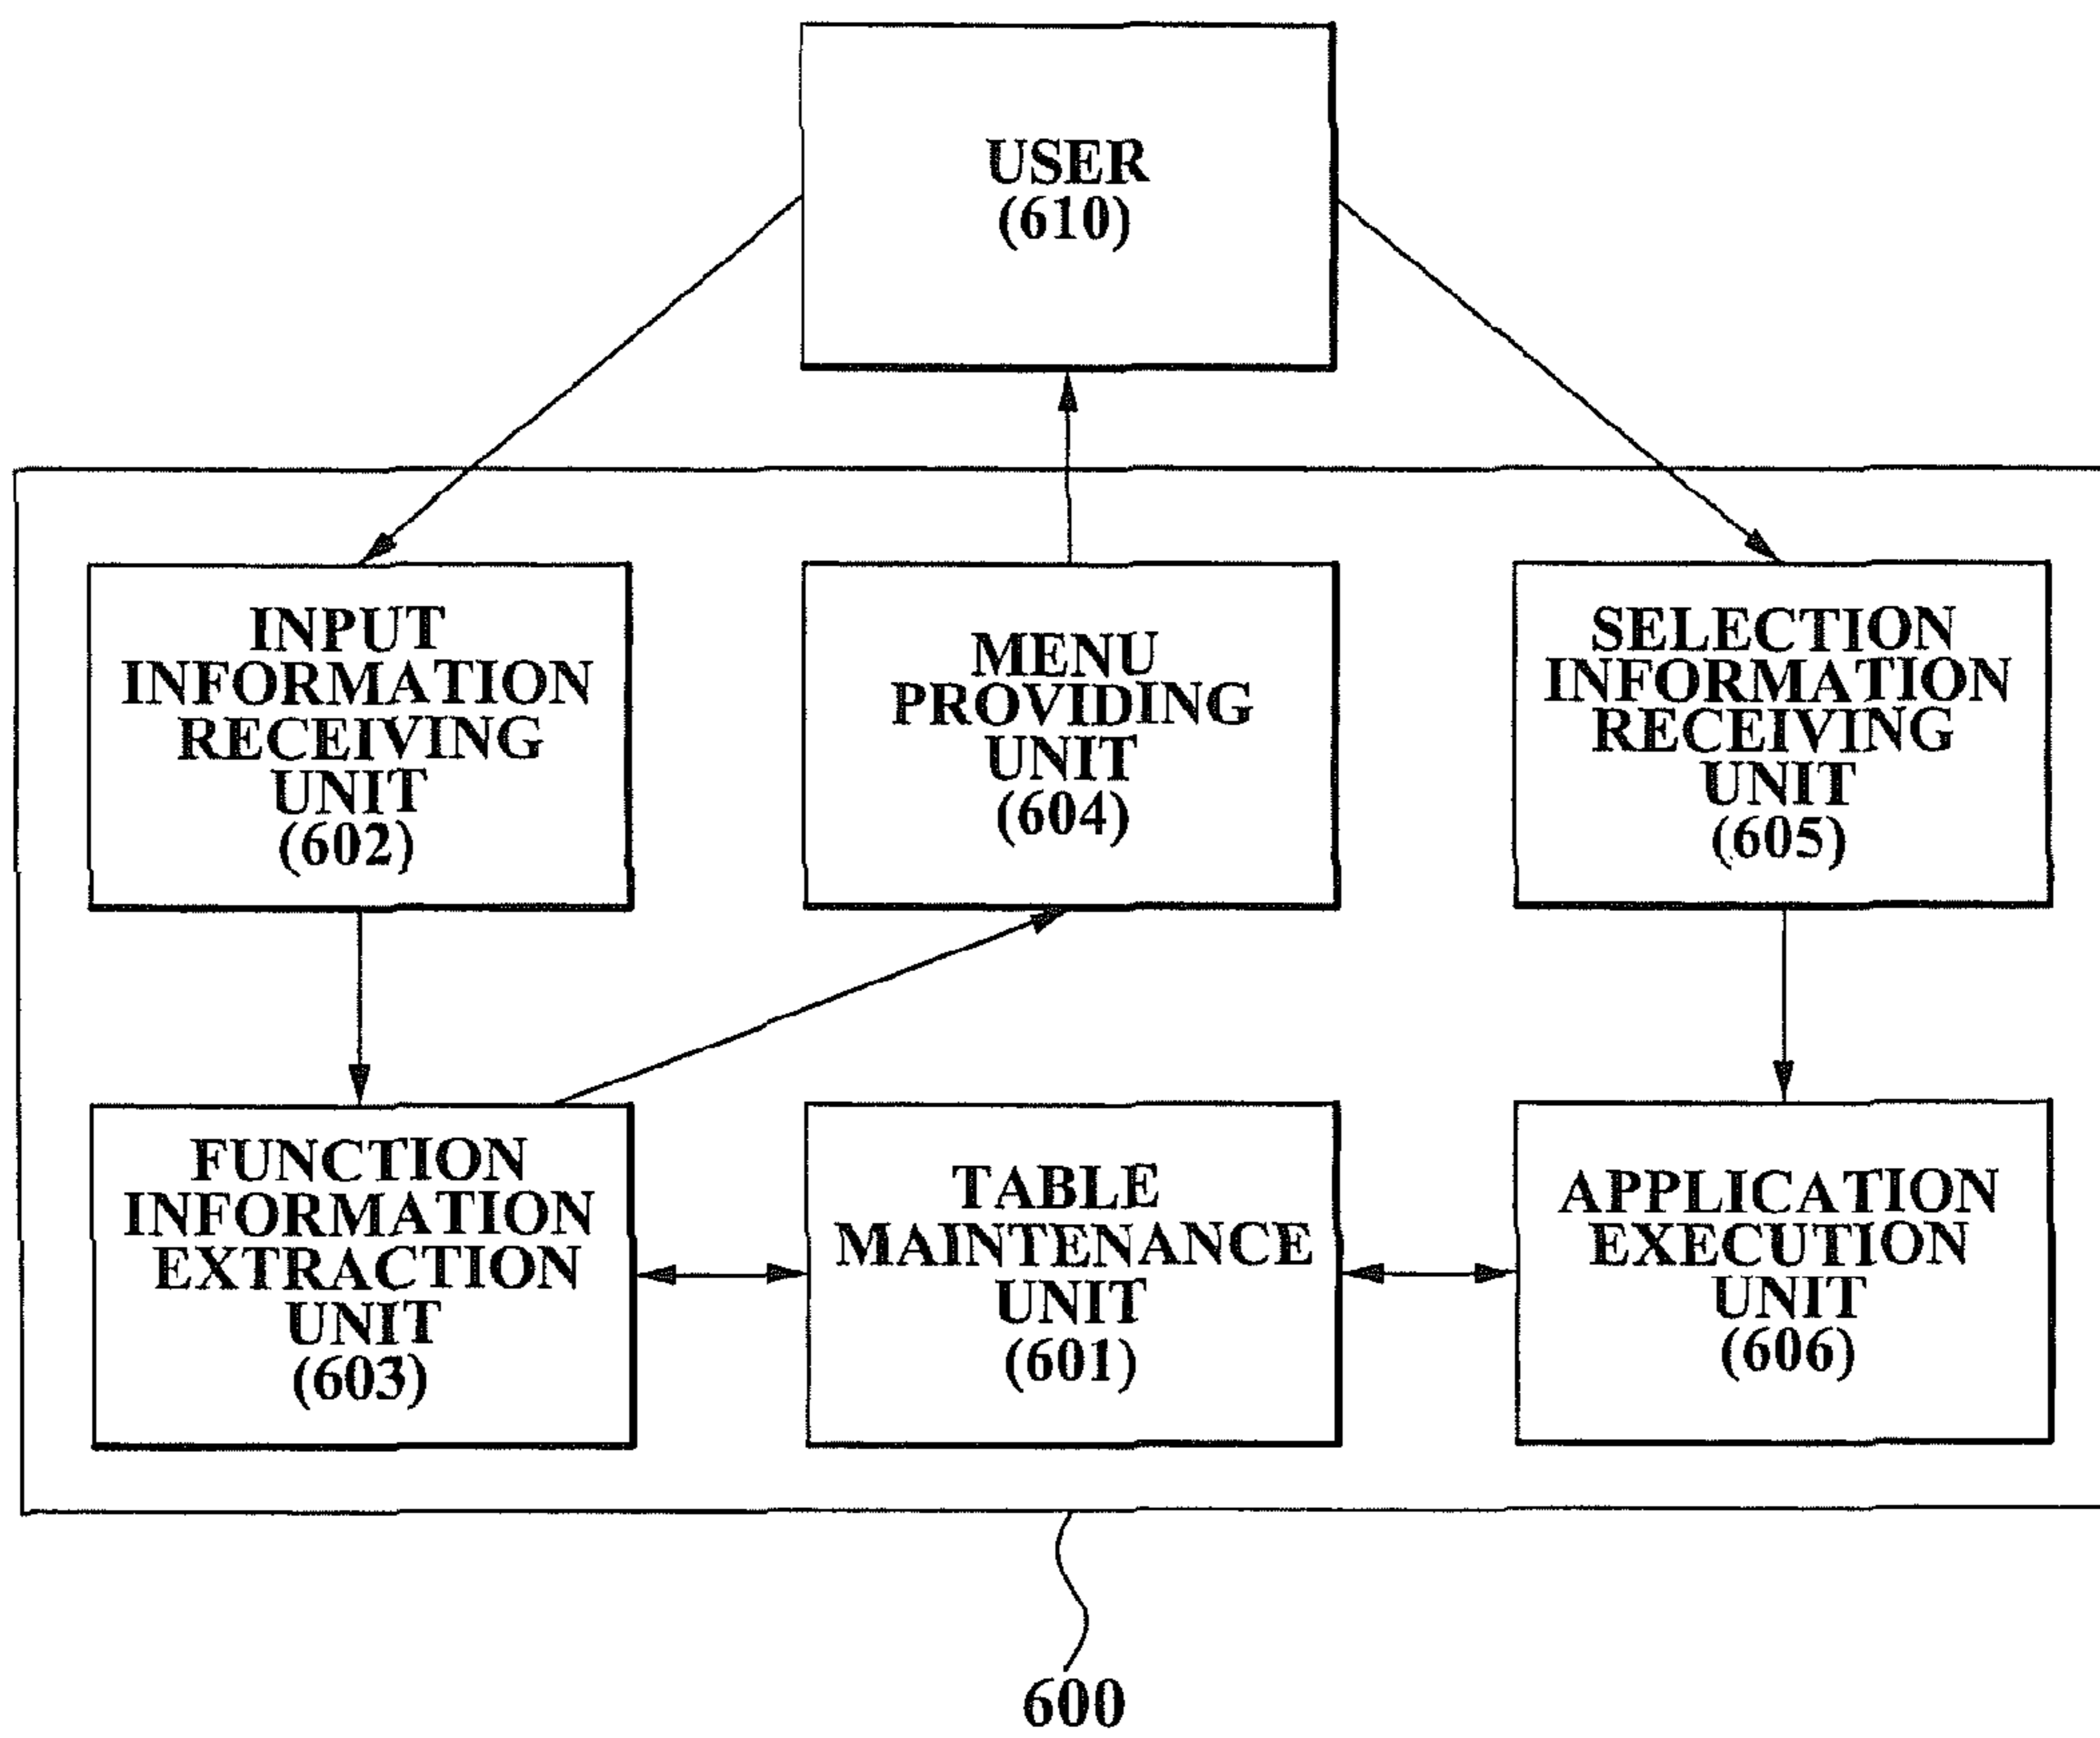 USER
(610)
INPUT
INFORMATION
RECEIVING
UNIT
(602)
MENU
PROVIDING
UNIT
(604)
SELECTION
INFORMATION
RECEIVING
UNIT
(605)
FUNCTION
INFORMATION
EXTRACTION
UNIT
(603)
TABLE
MAINTENANCE
UNIT
(601)
APPLICATION
EXECUTION
UNIT
(606)
600